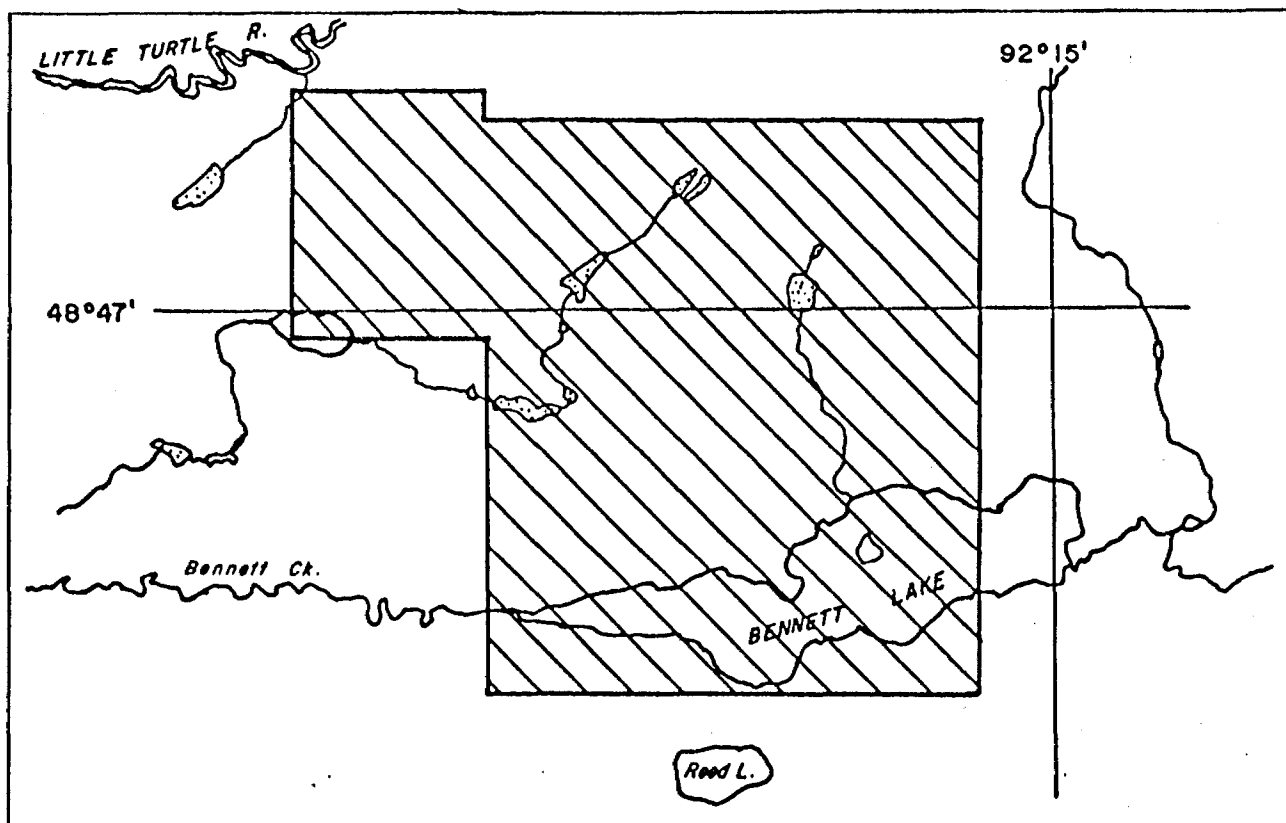 LITTLE TURTLE R.
92°15'
48°47'
Bennett Ck.
BENNETT LAKE
Reed L.